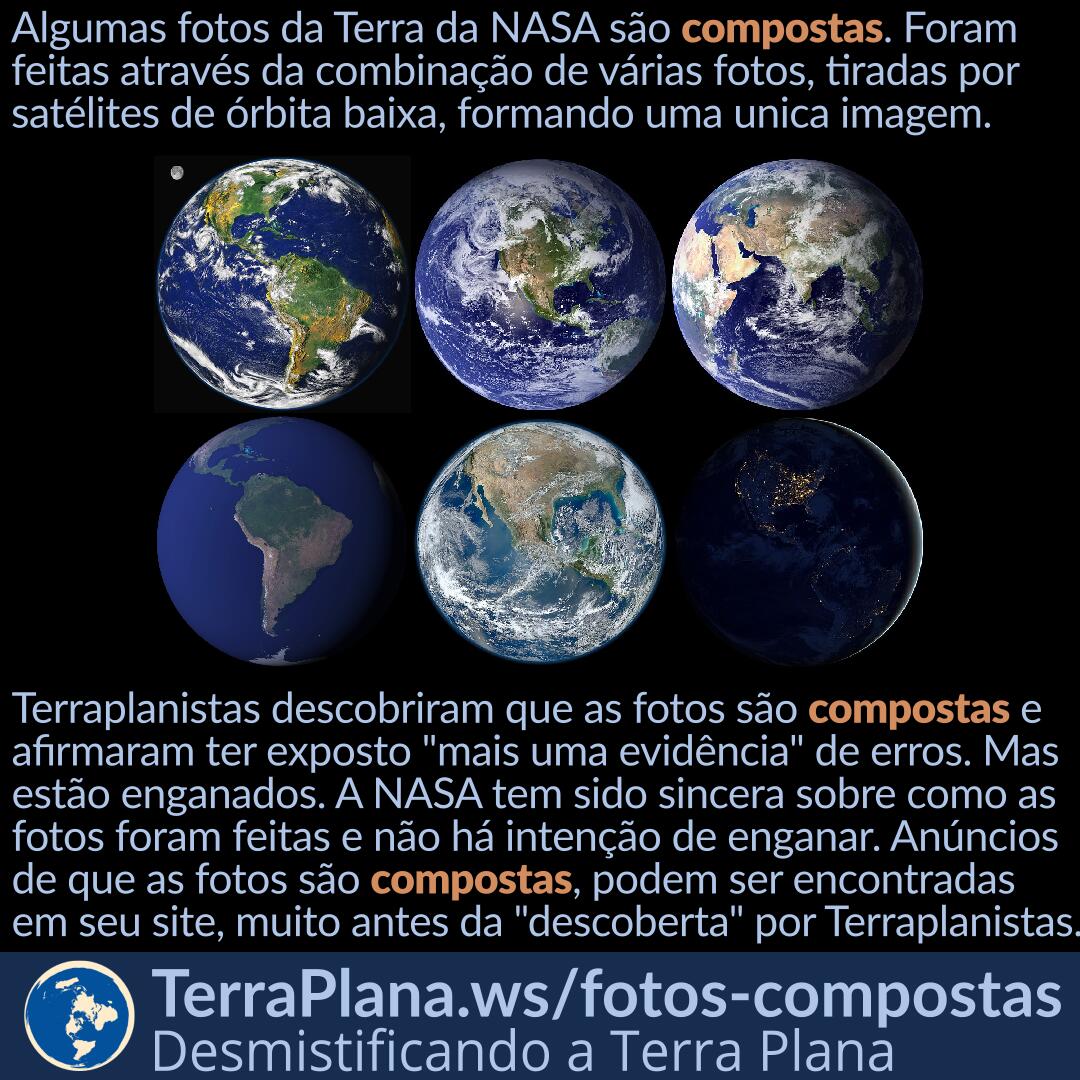 Algumas fotos da Terra da NASA são compostas. Foram
feitas através da combinação de várias fotos, tiradas por
satélites de órbita baixa, formando uma unica imagem.
Terraplanistas descobriram que as fotos são compostas e
afirmaram ter exposto "mais uma evidência" de erros. Mas
estão enganados. A NASA tem sido sincera sobre como as
fotos foram feitas e não há intenção de enganar. Anúncios
de que as fotos são compostas, podem ser encontradas
em seu site, muito antes da "descoberta" por Terraplanistas.
TerraPlana.ws/fotos-compostas
Desmistificando a Terra Plana